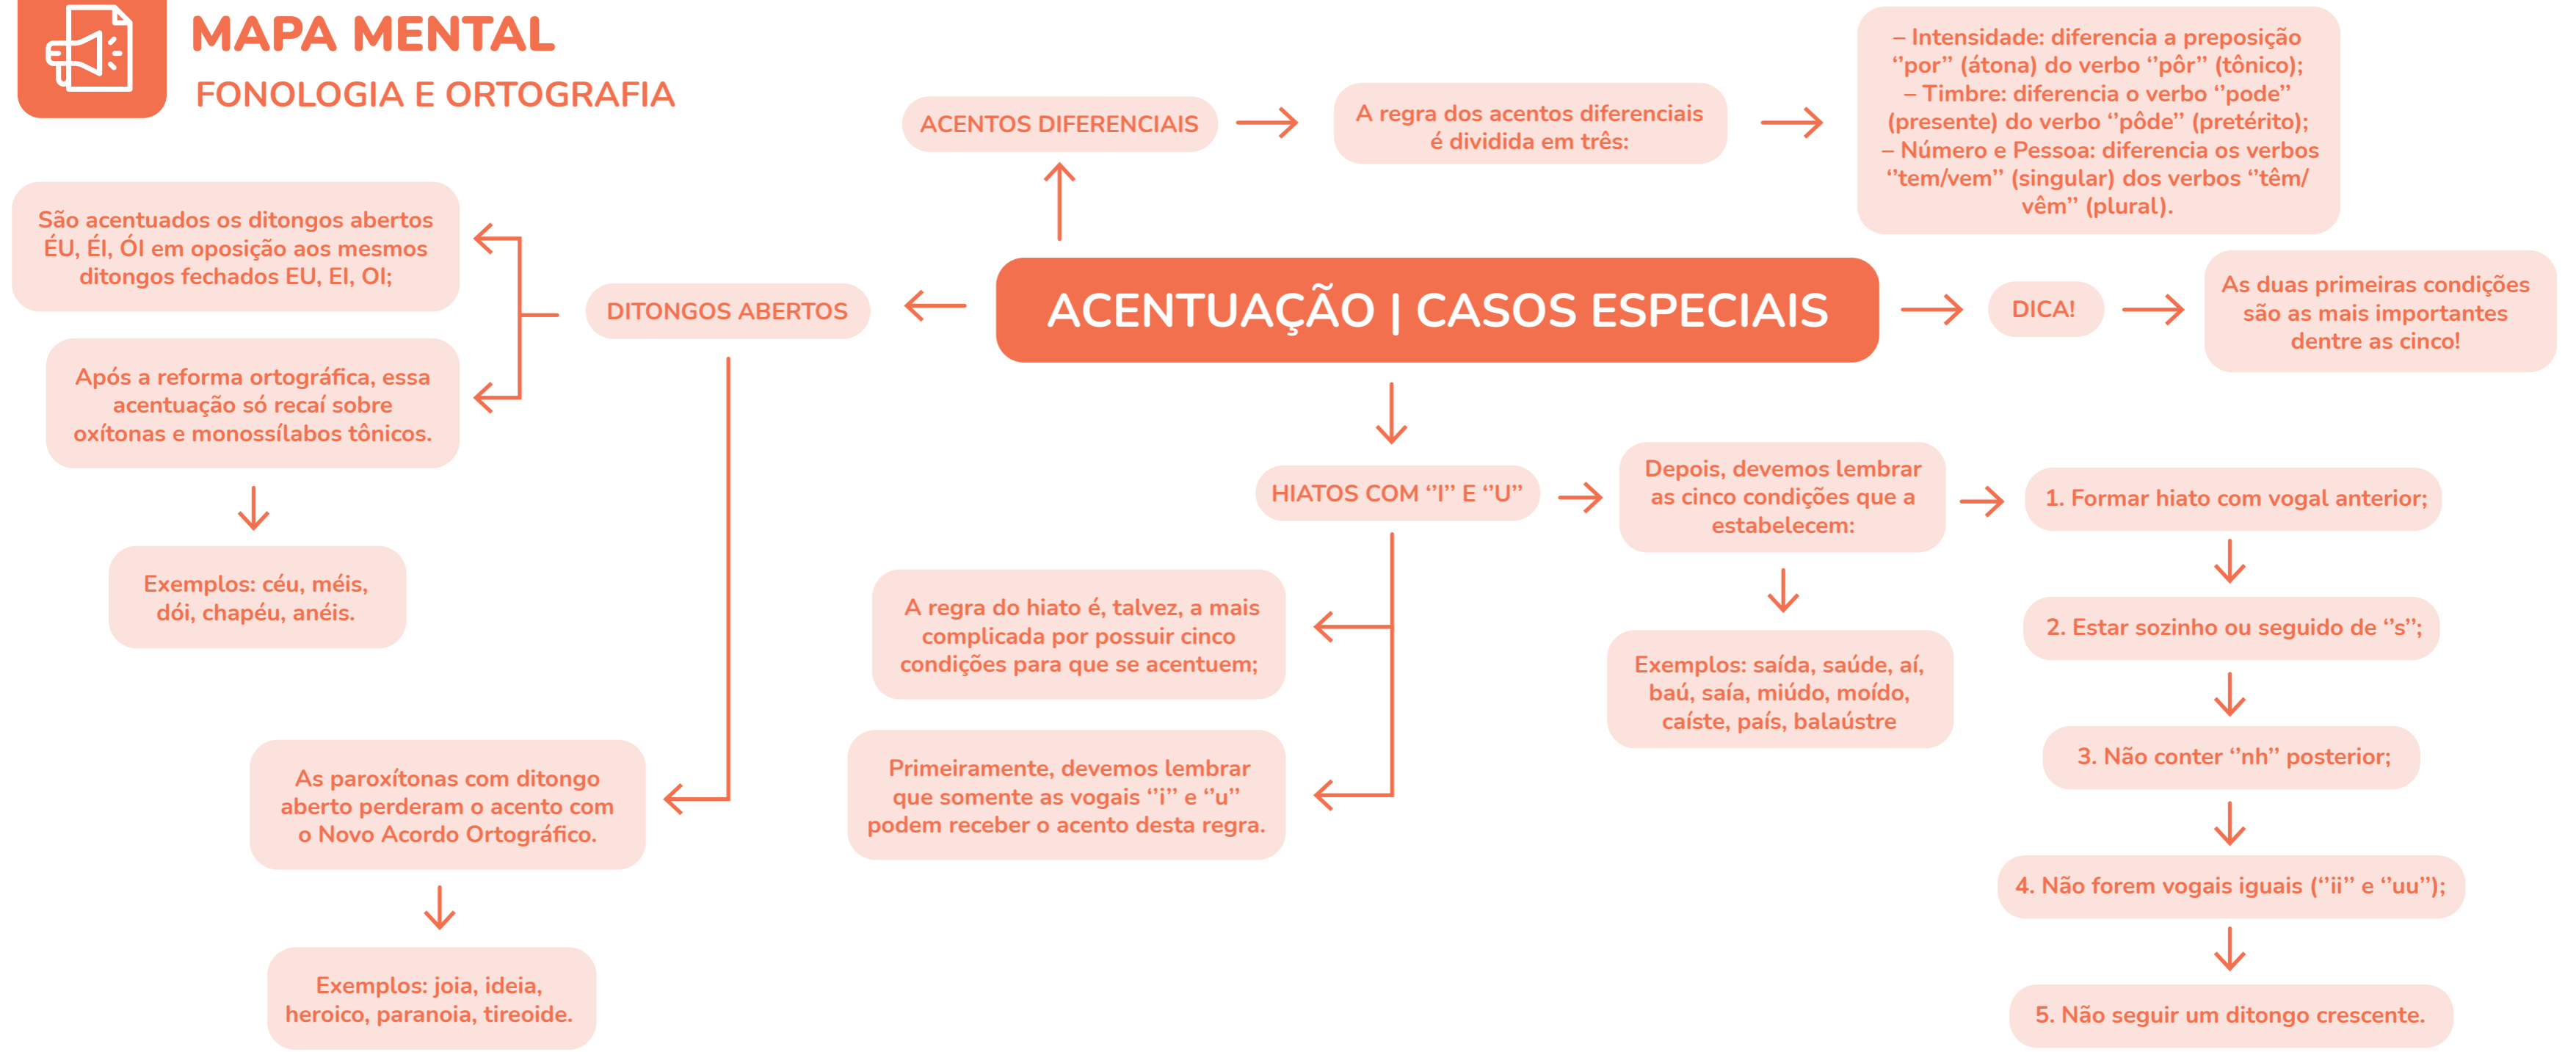 MAPA MENTAL
FONOLOGIA E ORTOGRAFIA
ACENTUAÇÃO | CASOS ESPECIAIS
ACENTOS DIFERENCIAIS
A regra dos acentos diferenciais
é dividida em três:
– Intensidade: diferencia a preposição
‘’por’’ (átona) do verbo ‘’pôr’’ (tônico);
– Timbre: diferencia o verbo ‘’pode’’
(presente) do verbo ‘’pôde’’ (pretérito);
– Número e Pessoa: diferencia os verbos
‘’tem/vem’’ (singular) dos verbos ‘’têm/
vêm’’ (plural).
DICA!
As duas primeiras condições
são as mais importantes
dentre as cinco!
DITONGOS ABERTOS
São acentuados os ditongos abertos
ÉU, ÉI, ÓI em oposição aos mesmos
ditongos fechados EU, EI, OI;
Após a reforma ortográfica, essa
acentuação só recaí sobre
oxítonas e monossílabos tônicos.
Exemplos: céu, méis,
dói, chapéu, anéis.
As paroxítonas com ditongo
aberto perderam o acento com
o Novo Acordo Ortográfico.
Exemplos: joia, ideia,
heroico, paranoia, tireoide.
HIATOS COM ‘’I’’ E ‘’U’’
A regra do hiato é, talvez, a mais
complicada por possuir cinco
condições para que se acentuem;
Primeiramente, devemos lembrar
que somente as vogais ‘’i’’ e ‘’u’’
podem receber o acento desta regra.
Depois, devemos lembrar
as cinco condições que a
estabelecem:
Exemplos: saída, saúde, aí,
baú, saía, miúdo, moído,
caíste, país, balaústre
1. Formar hiato com vogal anterior;
2. Estar sozinho ou seguido de ‘’s’’;
3. Não conter ‘’nh’’ posterior;
4. Não forem vogais iguais (‘’ii’’ e ‘’uu’’);
5. Não seguir um ditongo crescente.